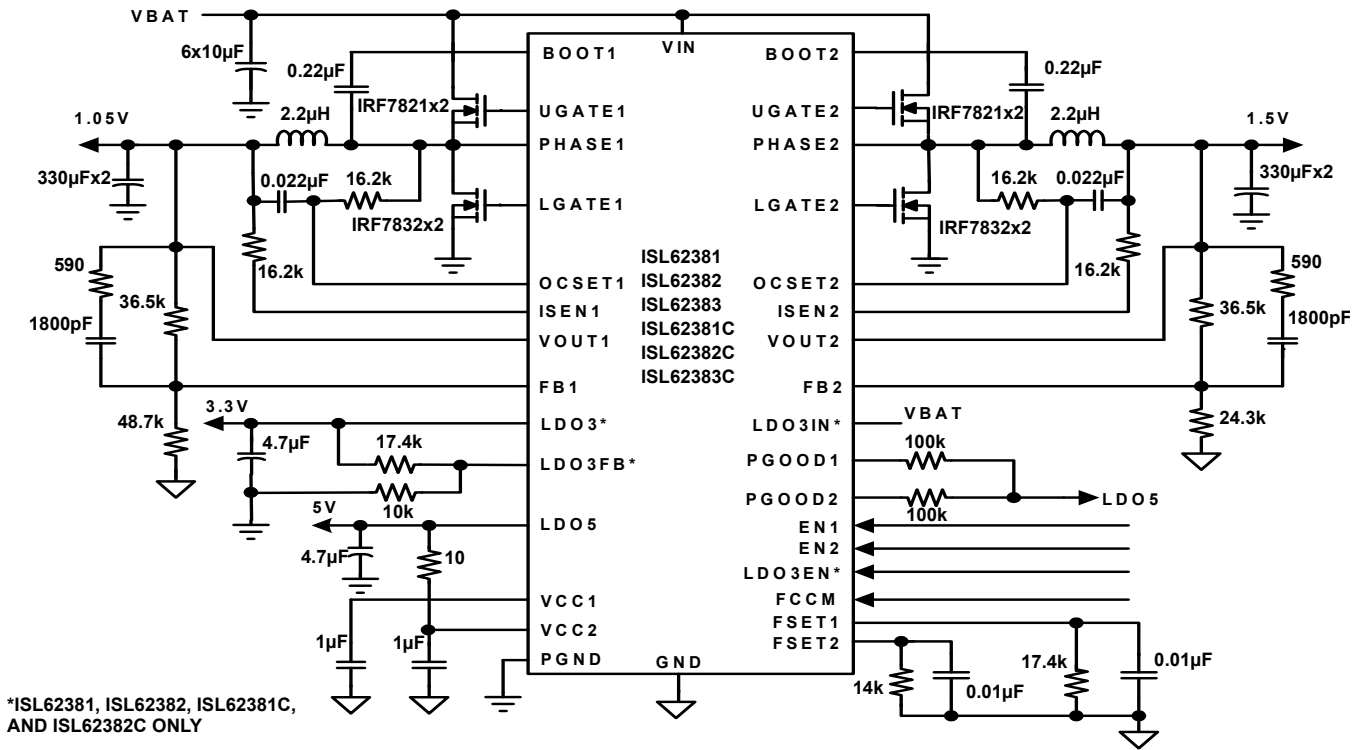 VBAT
6x10µF
0.22µF
IRF7821x2
2.2µH
1.05V
330µFx2
0.022µF
16.2k
IRF7832x2
16.2k
590
36.5k
1800pF
48.7k
3.3V
4.7µF
17.4k
10k
5V
4.7µF
10
1µF
1µF
VIN
BOOT1
UGATE1
PHASE1
LGATE1
OCSET1
ISEN1
VOUT1
FB1
LDO3*
LDO3FB*
LDO5
VCC1
VCC2
PGND
GND
ISL62381
ISL62382
ISL62383
ISL62381C
ISL62382C
ISL62383C
BOOT2
UGATE2
PHASE2
LGATE2
OCSET2
ISEN2
VOUT2
FB2
LDO3IN*
PGOOD1
PGOOD2
EN1
EN2
LDO3EN*
FCCM
FSET1
FSET2
0.22µF
IRF7821x2
2.2µH
1.5V
16.2k
0.022µF
330µFx2
IRF7832x2
16.2k
590
36.5k
1800pF
24.3k
VBAT
100k
100k
LDO5
14k
0.01µF
17.4k
0.01µF
*ISL62381, ISL62382, ISL62381C,
AND ISL62382C ONLY